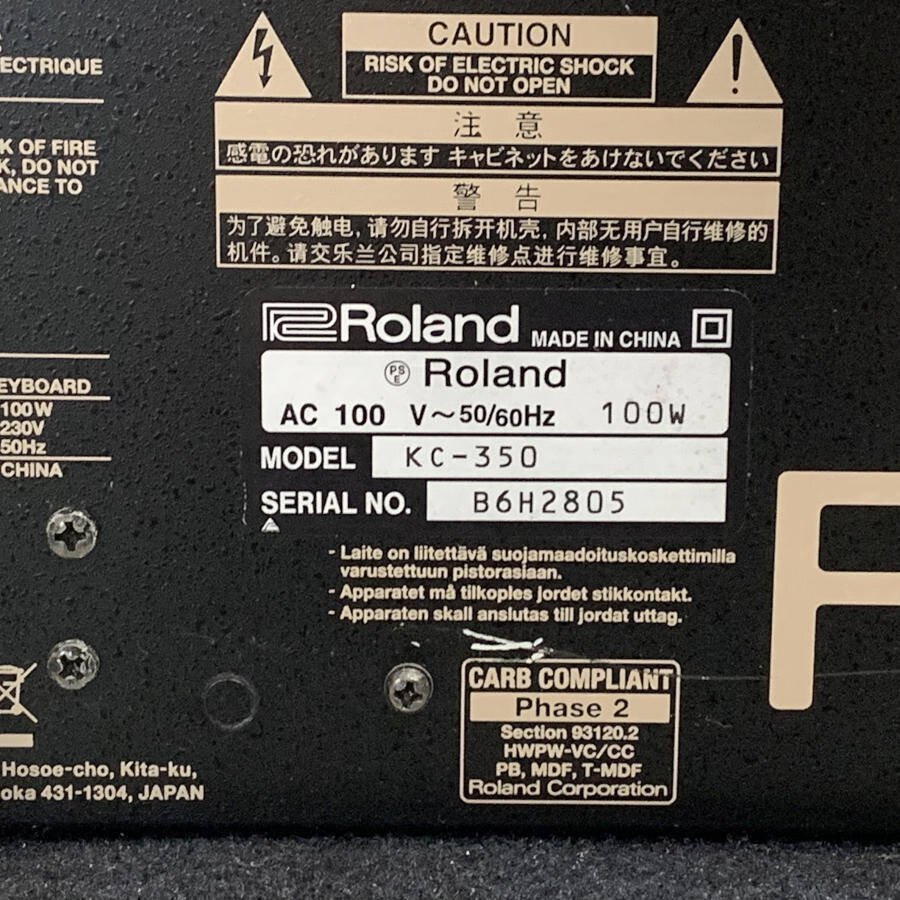 ECTRIQUE
K OF FIRE
K, DO NOT
ANCE TO
CAUTION
RISK OF ELECTRIC SHOCK
DO NOT OPEN
注 意
感電の恐れがあります キャビネットをあけないでください
警 告
为了避免触电，请勿自行拆开机壳，内部无用户自行维修的
机件。请交乐兰公司指定维修点进行维修事宜。
Roland MADE IN CHINA
PS E Roland
AC 100 V～50/60Hz 100W
MODEL KC-350
SERIAL NO. B6H2805
EYBOARD
100W
230V
50Hz
CHINA
- Laite on liitettävä suojamaadoituskoskettimilla
varustettuun pistorasiaan.
- Apparatet må tilkoples jordet stikkontakt.
- Apparaten skall anslutas till jordat uttag.
CARB COMPLIANT
Phase 2
Section 93120.2
HWPW-VC/CC
PB, MDF, T-MDF
Roland Corporation
Hosoe-cho, Kita-ku,
oka 431-1304, JAPAN